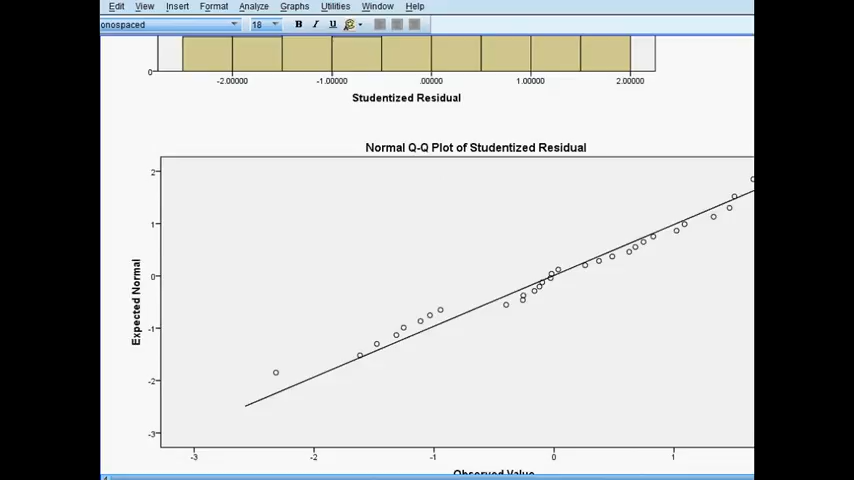 Edit View Insert Format Analyze Graphs Utilities Window Help
onospaced 18 B I U
0
-2.00000 -1.00000 .00000 1.00000 2.00000
Studentized Residual
Normal Q-Q Plot of Studentized Residual
2
1
0
-1
-2
-3
Expected Normal
-3 -2 -1 0 1
Observed Value